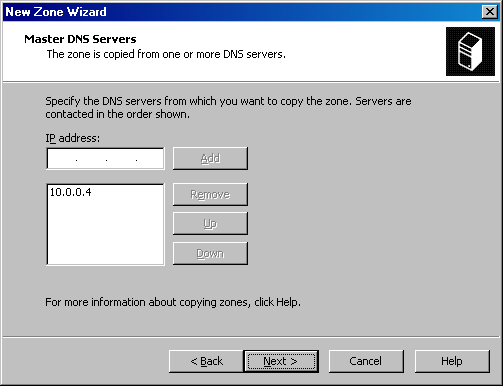 New Zone Wizard
Master DNS Servers
The zone is copied from one or more DNS servers.
Specify the DNS servers from which you want to copy the zone. Servers are
contacted in the order shown.
IP address:
. . .
Add
10.0.0.4
Remove
Up
Down
For more information about copying zones, click Help.
< Back
Next >
Cancel
Help